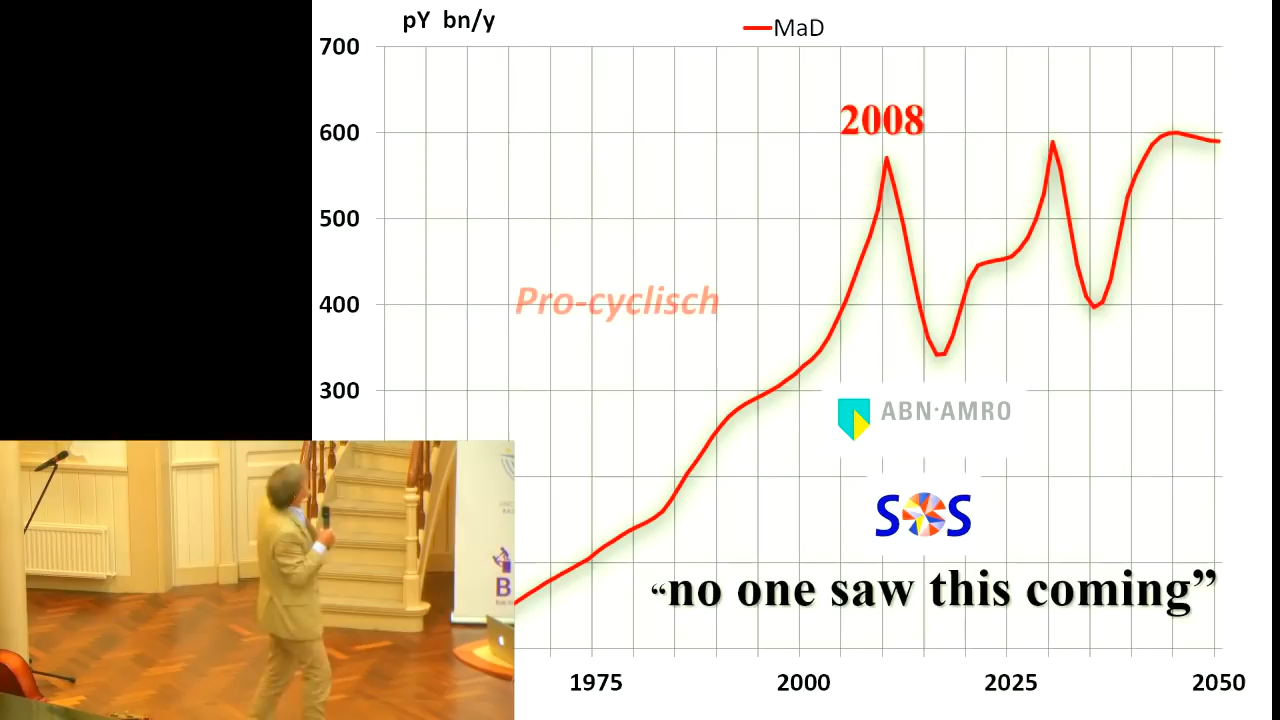 pY bn/y
MaD
700
600
500
400
300
2008
Pro-cyclisch
ABN·AMRO
SOS
“no one saw this coming”
1975
2000
2025
2050